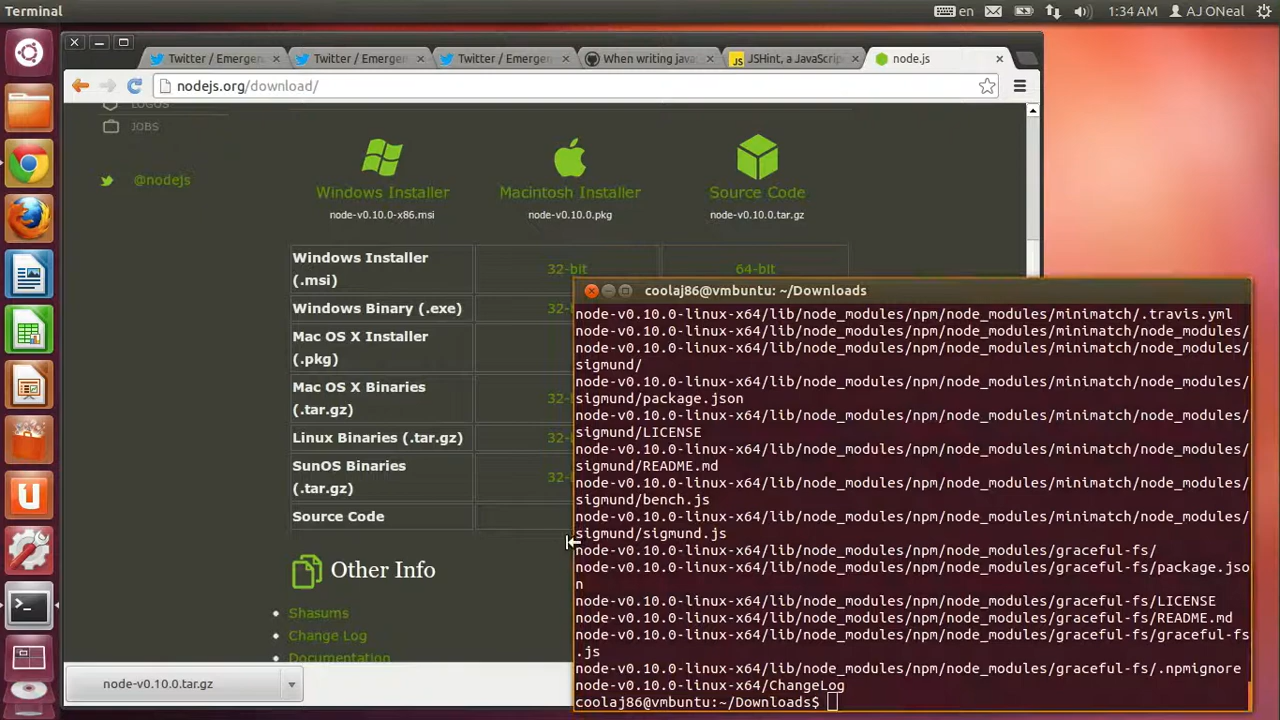 Terminal
en
1:34 AM
AJ ONeal
Twitter / Emergen
Twitter / Emergen
Twitter / Emergen
When writing java
JSHint, a JavaScrip
node.js
nodejs.org/download/
LOGOS
JOBS
@nodejs
Windows Installer
node-v0.10.0-x86.msi
Macintosh Installer
node-v0.10.0.pkg
Source Code
node-v0.10.0.tar.gz
Windows Installer
(.msi)
32-bit
64-bit
Windows Binary (.exe)
32-b
Mac OS X Installer
(.pkg)
Mac OS X Binaries
(.tar.gz)
32-b
Linux Binaries (.tar.gz)
32-b
SunOS Binaries
(.tar.gz)
32-b
Source Code
Other Info
Shasums
Change Log
Documentation
node-v0.10.0.tar.gz
coolaj86@vmbuntu: ~/Downloads
node-v0.10.0-linux-x64/lib/node_modules/npm/node_modules/minimatch/.travis.yml
node-v0.10.0-linux-x64/lib/node_modules/npm/node_modules/minimatch/node_modules/
node-v0.10.0-linux-x64/lib/node_modules/npm/node_modules/minimatch/node_modules/
sigmund/
node-v0.10.0-linux-x64/lib/node_modules/npm/node_modules/minimatch/node_modules/
sigmund/package.json
node-v0.10.0-linux-x64/lib/node_modules/npm/node_modules/minimatch/node_modules/
sigmund/LICENSE
node-v0.10.0-linux-x64/lib/node_modules/npm/node_modules/minimatch/node_modules/
sigmund/README.md
node-v0.10.0-linux-x64/lib/node_modules/npm/node_modules/minimatch/node_modules/
sigmund/bench.js
node-v0.10.0-linux-x64/lib/node_modules/npm/node_modules/minimatch/node_modules/
sigmund/sigmund.js
node-v0.10.0-linux-x64/lib/node_modules/npm/node_modules/graceful-fs/
node-v0.10.0-linux-x64/lib/node_modules/npm/node_modules/graceful-fs/package.jso
n
node-v0.10.0-linux-x64/lib/node_modules/npm/node_modules/graceful-fs/LICENSE
node-v0.10.0-linux-x64/lib/node_modules/npm/node_modules/graceful-fs/README.md
node-v0.10.0-linux-x64/lib/node_modules/npm/node_modules/graceful-fs/graceful-fs
.js
node-v0.10.0-linux-x64/lib/node_modules/npm/node_modules/graceful-fs/.npmignore
node-v0.10.0-linux-x64/ChangeLog
coolaj86@vmbuntu:~/Downloads$